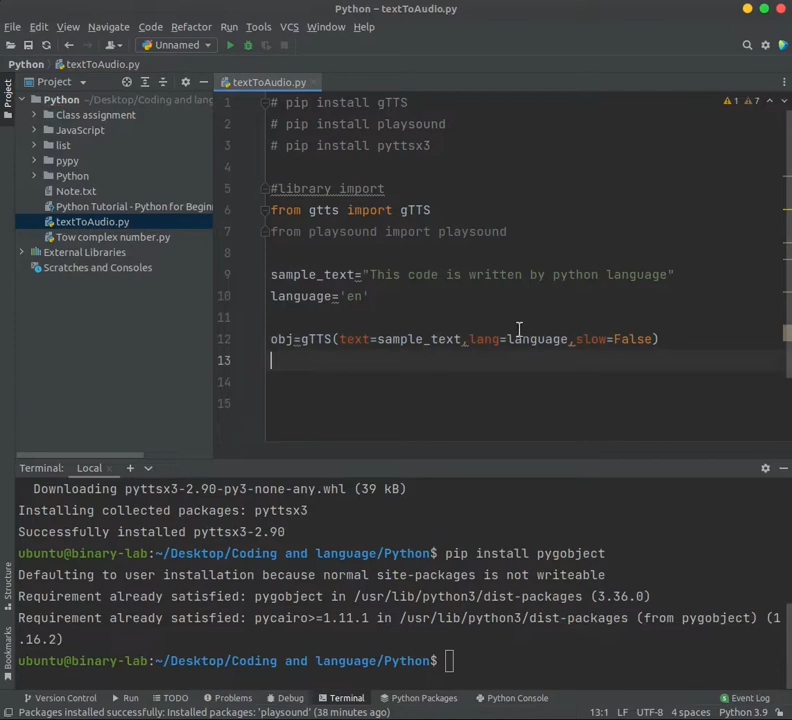 Python – textToAudio.py
File Edit View Navigate Code Refactor Run Tools VCS Window Help
Unnamed
Python textToAudio.py
Project
textToAudio.py
Project
Python ~/Desktop/Coding and lang
Class assignment
JavaScript
list
pypy
Python
Note.txt
Python Tutorial - Python for Begin
textToAudio.py
Tow complex number.py
External Libraries
Scratches and Consoles
1 7
1 # pip install gTTS
2 # pip install playsound
3 # pip install pyttsx3
4
5 #library import
6 from gtts import gTTS
7 from playsound import playsound
8
9 sample_text="This code is written by python language"
10 language='en'
11
12 obj=gTTS(text=sample_text,lang=language,slow=False)
13
14
15
Terminal: Local
Downloading pyttsx3-2.90-py3-none-any.whl (39 kB)
Installing collected packages: pyttsx3
Successfully installed pyttsx3-2.90
ubuntu@binary-lab:~/Desktop/Coding and language/Python$ pip install pygobject
Defaulting to user installation because normal site-packages is not writeable
Requirement already satisfied: pygobject in /usr/lib/python3/dist-packages (3.36.0)
Requirement already satisfied: pycairo>=1.11.1 in /usr/lib/python3/dist-packages (from pygobject) (1
.16.2)
ubuntu@binary-lab:~/Desktop/Coding and language/Python$
Structure
Bookmarks
Version Control Run TODO Problems Debug Terminal Python Packages Python Console Event Log
Packages installed successfully: Installed packages: 'playsound' (38 minutes ago) 13:1 LF UTF-8 4 spaces Python 3.9